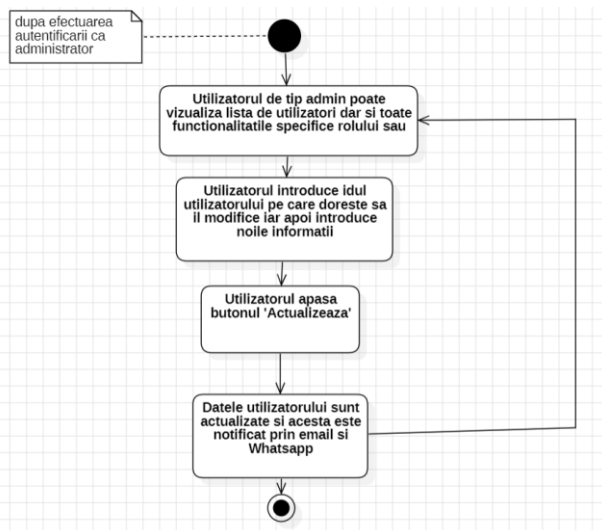 dupa efectuarea
autentificarii ca
administrator
Utilizatorul de tip admin poate
vizualiza lista de utilizatori dar si toate
functionalitatile specifice rolului sau
Utilizatorul introduce idul
utilizatorului pe care doreste sa
il modifice iar apoi introduce
noile informatii
Utilizatorul apasa
butonul 'Actualizeaza'
Datele utilizatorului sunt
actualizate si acesta este
notificat prin email si
Whatsapp